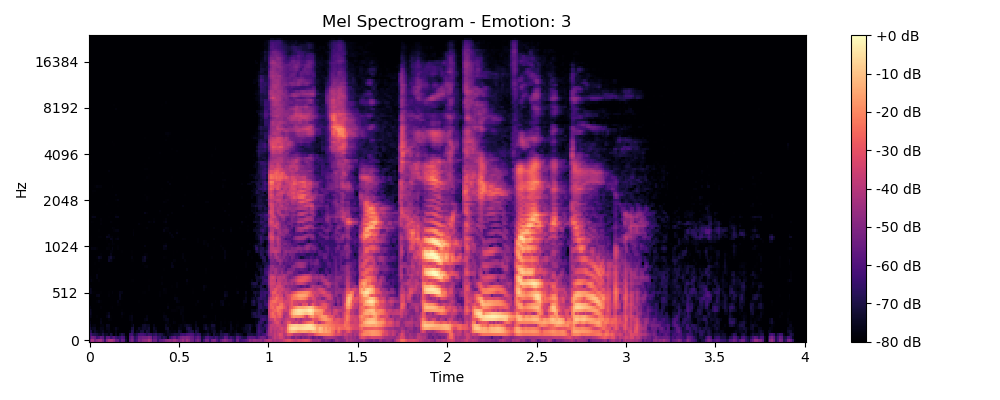 Mel Spectrogram - Emotion: 3
Hz
16384
8192
4096
2048
1024
512
0
0 0.5 1 1.5 2 2.5 3 3.5 4
Time
+0 dB
-10 dB
-20 dB
-30 dB
-40 dB
-50 dB
-60 dB
-70 dB
-80 dB